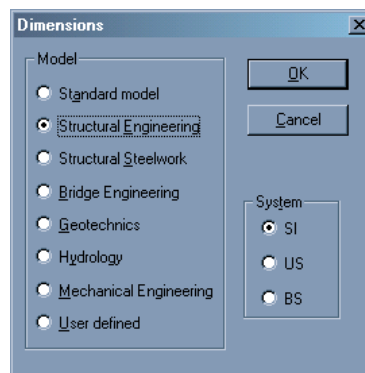 Dimensions
Model
Standard model
Structural Engineering
Structural Steelwork
Bridge Engineering
Geotechnics
Hydrology
Mechanical Engineering
User defined
OK
Cancel
System
SI
US
BS